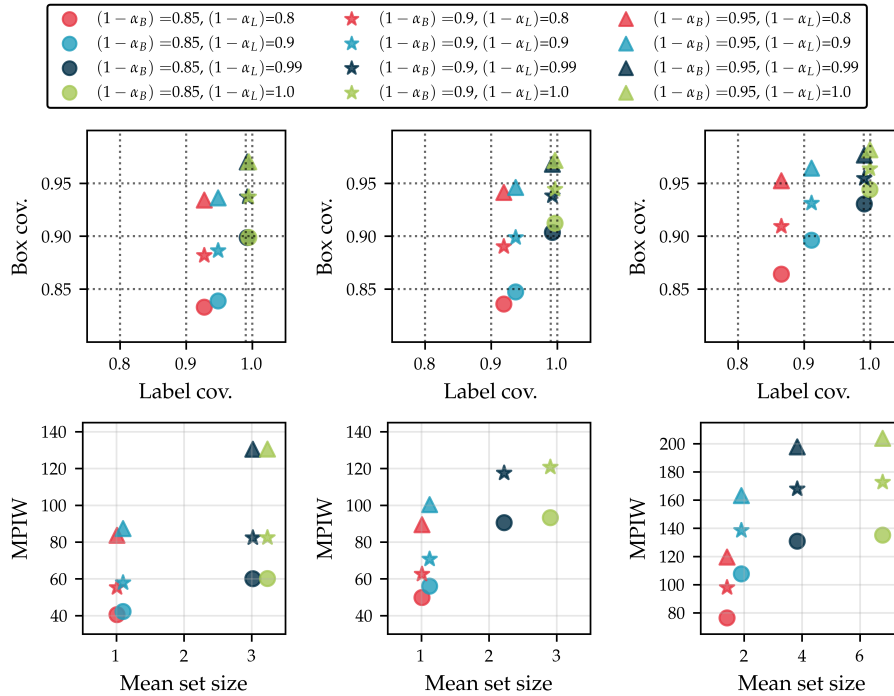 (1 − α_B) =0.85, (1 − α_L)=0.8 (1 − α_B) =0.9, (1 − α_L)=0.8 (1 − α_B) =0.95, (1 − α_L)=0.8
(1 − α_B) =0.85, (1 − α_L)=0.9 (1 − α_B) =0.9, (1 − α_L)=0.9 (1 − α_B) =0.95, (1 − α_L)=0.9
(1 − α_B) =0.85, (1 − α_L)=0.99 (1 − α_B) =0.9, (1 − α_L)=0.99 (1 − α_B) =0.95, (1 − α_L)=0.99
(1 − α_B) =0.85, (1 − α_L)=1.0 (1 − α_B) =0.9, (1 − α_L)=1.0 (1 − α_B) =0.95, (1 − α_L)=1.0
Box cov.
0.95
0.90
0.85
0.8 0.9 1.0
Label cov.
Box cov.
0.95
0.90
0.85
0.8 0.9 1.0
Label cov.
Box cov.
0.95
0.90
0.85
0.8 0.9 1.0
Label cov.
MPIW
140
120
100
80
60
40
1 2 3
Mean set size
MPIW
140
120
100
80
60
40
1 2 3
Mean set size
MPIW
200
180
160
140
120
100
80
2 4 6
Mean set size